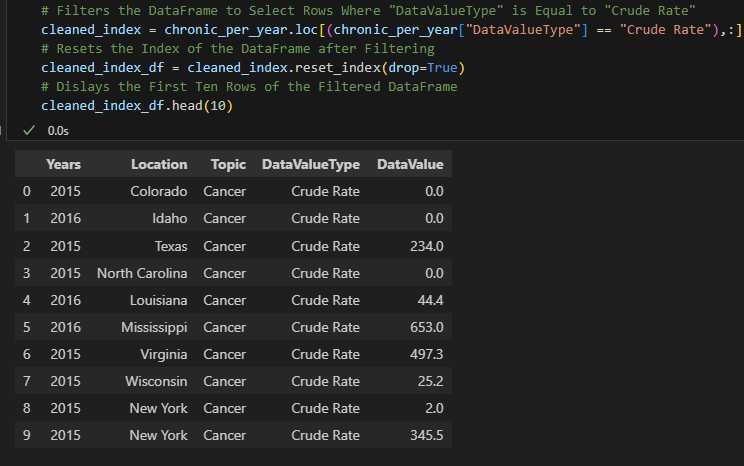 # Filters the DataFrame to Select Rows Where "DataValueType" is Equal to "Crude Rate"
cleaned_index = chronic_per_year.loc[(chronic_per_year["DataValueType"] == "Crude Rate"),:]
# Resets the Index of the DataFrame after Filtering
cleaned_index_df = cleaned_index.reset_index(drop=True)
# Dislays the First Ten Rows of the Filtered DataFrame
cleaned_index_df.head(10)
0.0s
Years Location Topic DataValueType DataValue
0 2015 Colorado Cancer Crude Rate 0.0
1 2016 Idaho Cancer Crude Rate 0.0
2 2015 Texas Cancer Crude Rate 234.0
3 2015 North Carolina Cancer Crude Rate 0.0
4 2016 Louisiana Cancer Crude Rate 44.4
5 2016 Mississippi Cancer Crude Rate 653.0
6 2015 Virginia Cancer Crude Rate 497.3
7 2015 Wisconsin Cancer Crude Rate 25.2
8 2015 New York Cancer Crude Rate 2.0
9 2015 New York Cancer Crude Rate 345.5